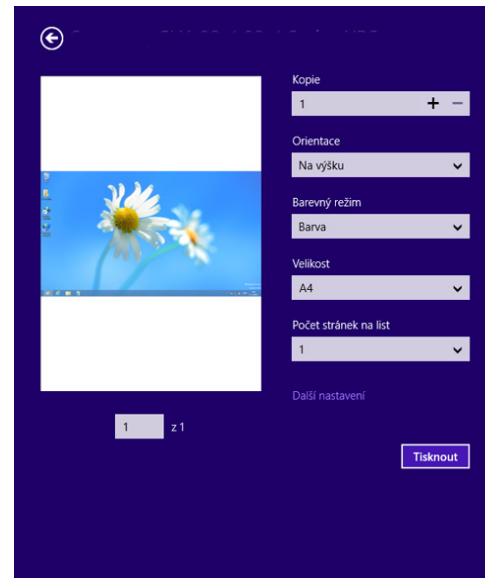 Kopie
1
Orientace
Na výšku
Barevný režim
Barva
Velikost
A4
Počet stránek na list
1
Další nastavení
1 z 1
Tisknout